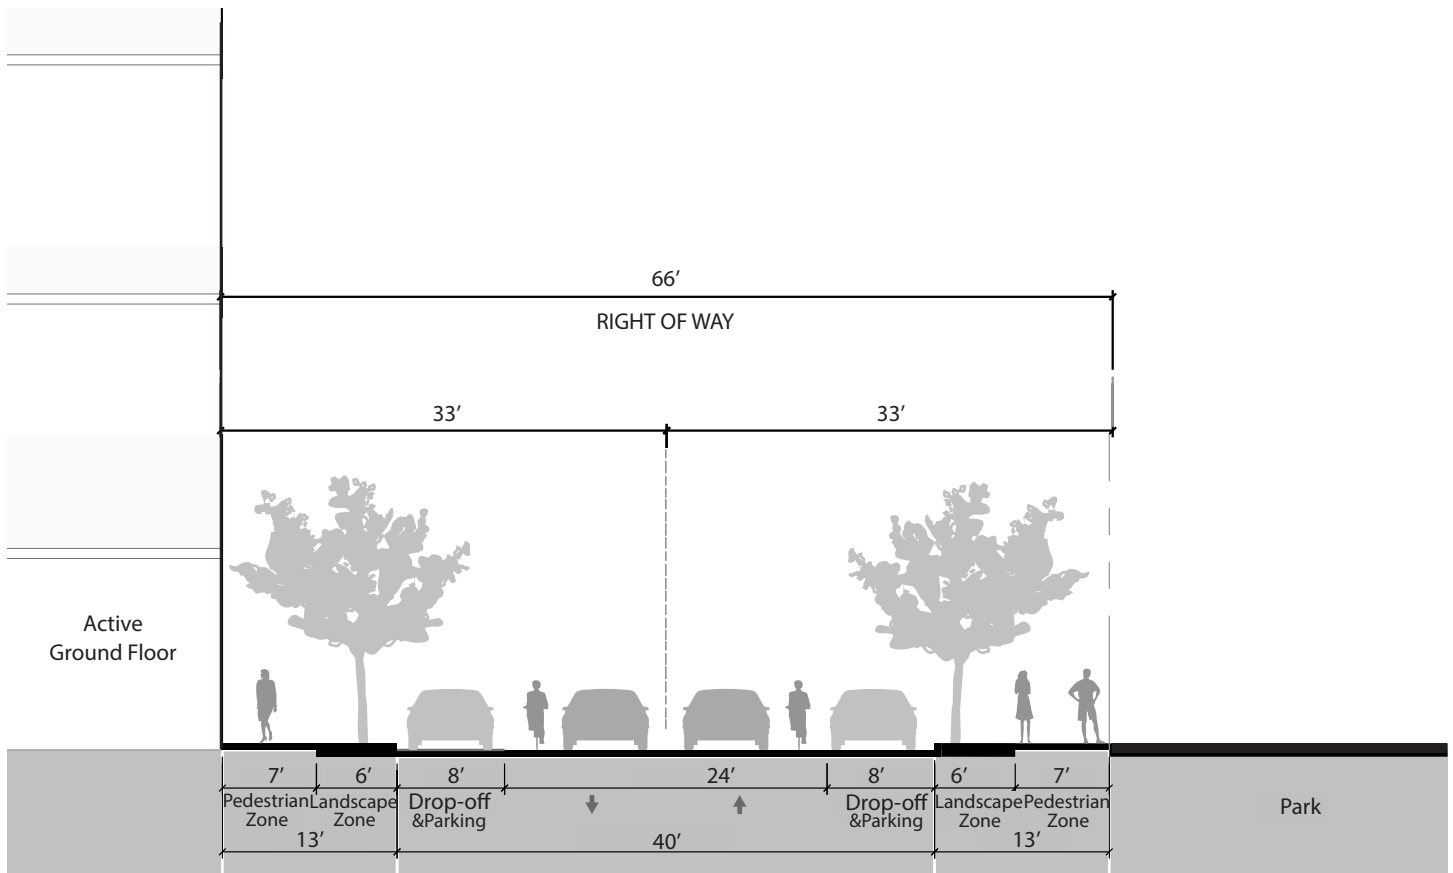 66’
RIGHT OF WAY
33’
33’
Active
Ground Floor
7’
6’
8’
24’
8’
6’
7’
Pedestrian
Zone
Landscape
Zone
Drop-off
&Parking
Drop-off
&Parking
Landscape
Zone
Pedestrian
Zone
Park
13’
40’
13’